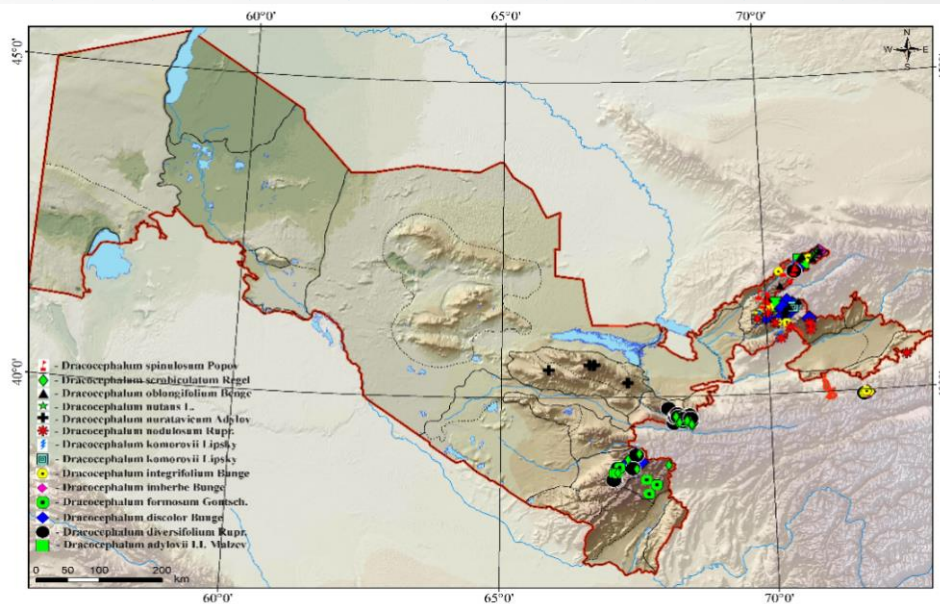 60°0'
65°0'
70°0'
45°0'
N
W E
S
40°0'
- Dracocephalum spinulosum Popov
- Dracocephalum scrobiculatum Regel
- Dracocephalum oblongifolium Bunge
- Dracocephalum nutans L.
- Dracocephalum nuratavicum Adylov
- Dracocephalum nodulosum Rupr.
- Dracocephalum komorovii Lipsky
- Dracocephalum komorovii Lipsky
- Dracocephalum integrifolium Bunge
- Dracocephalum imberbe Bunge
- Dracocephalum formosum Gontsch.
- Dracocephalum discolor Bunge
- Dracocephalum diversifolium Rupr.
- Dracocephalum adylovii I.I. Malzev
0 50 100 200
km
60°0'
65°0'
70°0'